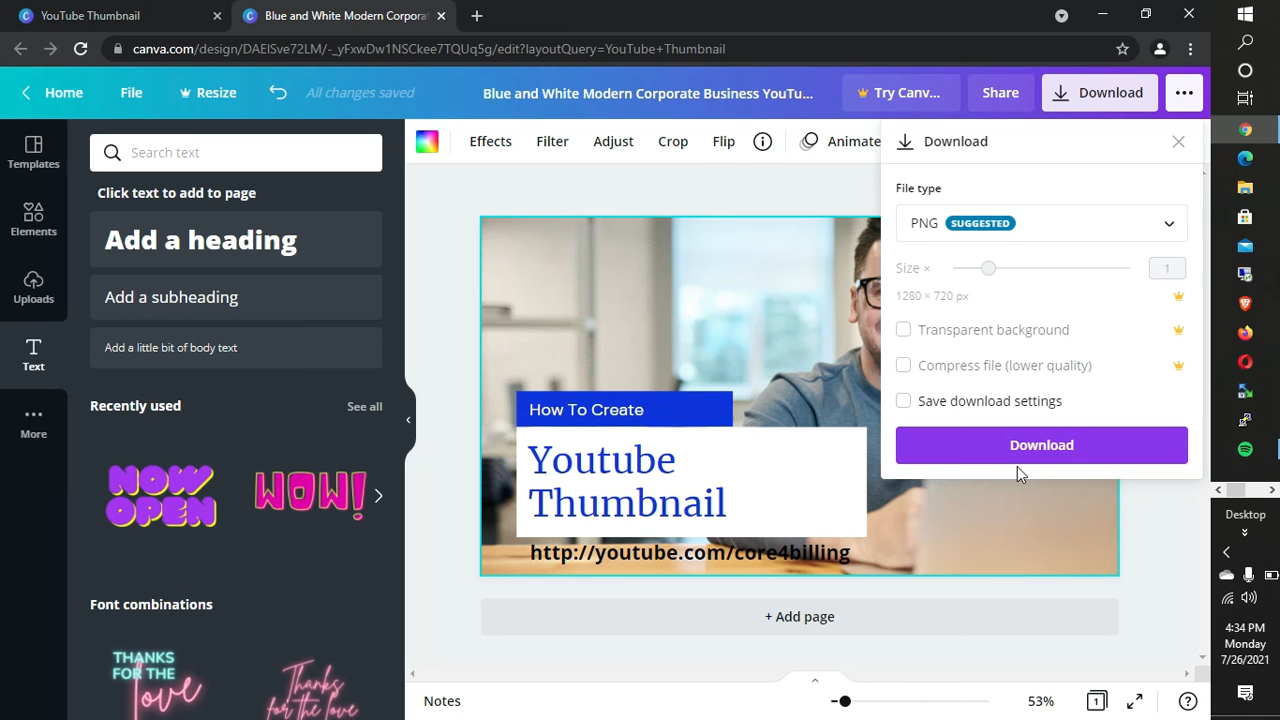 YouTube Thumbnail
Blue and White Modern Corpora
canva.com/design/DAElSve72LM/-_yFxwDw1NSCkee7TQUq5g/edit?layoutQuery=YouTube+Thumbnail
Home
File
Resize
All changes saved
Blue and White Modern Corporate Business YouTu...
Try Canv...
Share
Download
Templates
Elements
Uploads
Text
More
Search text
Click text to add to page
Add a heading
Add a subheading
Add a little bit of body text
Recently used
See all
NOW
OPEN
WOW!
Font combinations
THANKS
FOR THE
love
Thanks
for the love
Effects
Filter
Adjust
Crop
Flip
Animate
Download
File type
PNG SUGGESTED
Size ×
1
1280 × 720 px
Transparent background
Compress file (lower quality)
Save download settings
Download
How To Create
Youtube
Thumbnail
http://youtube.com/core4billing
+ Add page
Notes
53%
1
Desktop
4:34 PM
Monday
7/26/2021